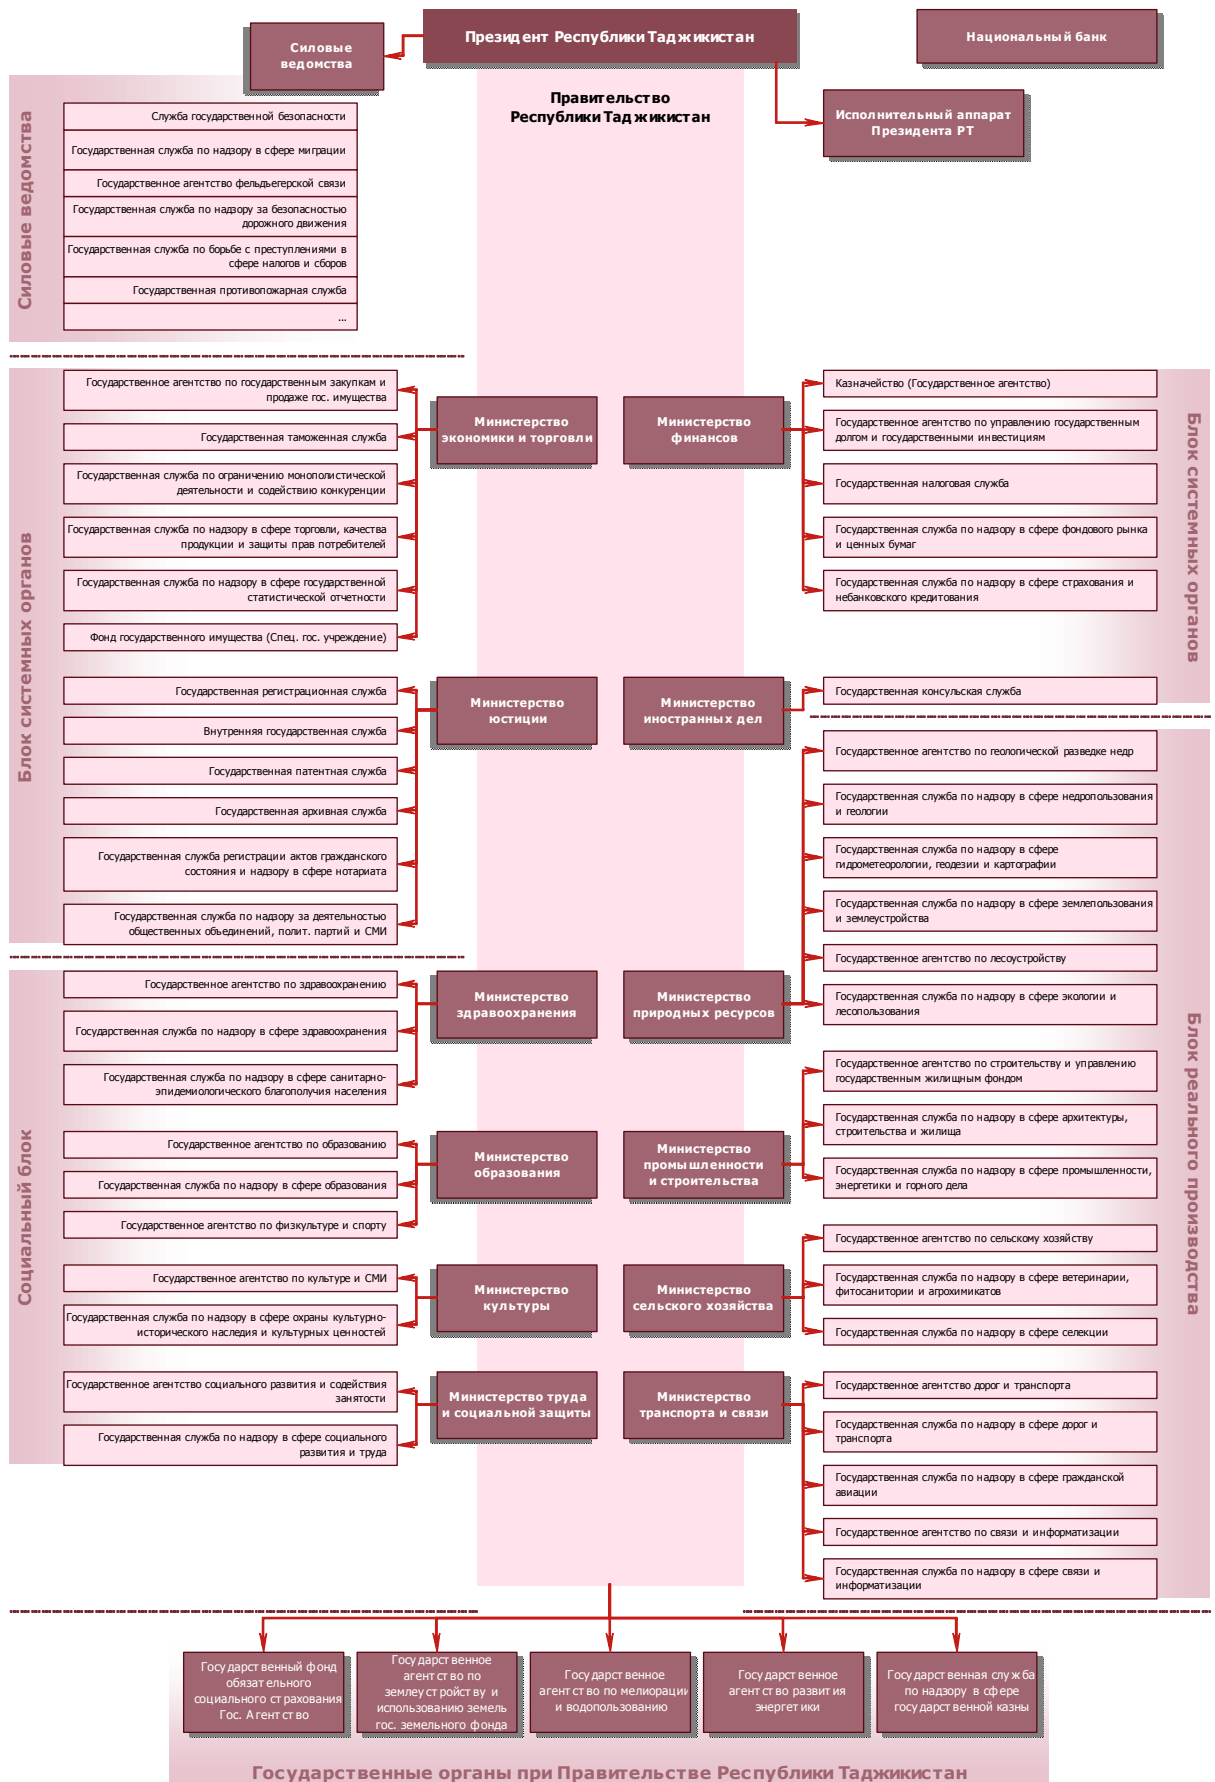 Президент Республики Таджикистан
Национальный банк
Силовые
ведомства
Правительство
Республики Таджикистан
Исполнительный аппарат
Президента РТ
Силовые ведомства
Служба государственной безопасности
Государственная служба по надзору в сфере миграции
Государственное агентство фельдъегерской связи
Государственная служба по надзору за безопасностью
дорожного движения
Государственная служба по борьбе с преступлениями в
сфере налогов и сборов
Государственная противопожарная служба
...
Блок системных органов
Государственное агентство по государственным закупкам и
продаже гос. имущества
Государственная таможенная служба
Государственная служба по ограничению монополистической
деятельности и содействию конкуренции
Государственная служба по надзору в сфере торговли, качества
продукции и защиты прав потребителей
Государственная служба по надзору в сфере государственной
статистической отчетности
Фонд государственного имущества (Спец. гос. учреждение)
Министерство
экономики и торговли
Министерство
финансов
Казначейство (Государственное агентство)
Государственное агентство по управлению государственным
долгом и государственными инвестициям
Государственная налоговая служба
Государственная служба по надзору в сфере фондового рынка
и ценных бумаг
Государственная служба по надзору в сфере страхования и
небанковского кредитования
Блок системных органов
Государственная регистрационная служба
Внутренняя государственная служба
Государственная патентная служба
Государственная архивная служба
Государственная служба регистрации актов гражданского
состояния и надзору в сфере нотариата
Государственная служба по надзору за деятельностью
общественных объединений, полит. партий и СМИ
Министерство
юстиции
Министерство
иностранных дел
Государственная консульская служба
Государственное агентство по геологической разведке недр
Государственная служба по надзору в сфере недропользования
и геологии
Государственная служба по надзору в сфере
гидрометеорологии, геодезии и картографии
Государственная служба по надзору в сфере землепользования
и землеустройства
Государственное агентство по лесоустройству
Государственная служба по надзору в сфере экологии и
лесопользования
Социальный блок
Государственное агентство по здравоохранению
Государственная служба по надзору в сфере здравоохранения
Государственная служба по надзору в сфере санитарно-
эпидемиологического благополучия населения
Министерство
здравоохранения
Министерство
природных ресурсов
Блок реального производства
Государственное агентство по образованию
Государственная служба по надзору в сфере образования
Государственное агентство по физкультуре и спорту
Министерство
образования
Министерство
промышленности
и строительства
Государственное агентство по строительству и управлению
государственным жилищным фондом
Государственная служба по надзору в сфере архитектуры,
строительства и жилища
Государственная служба по надзору в сфере промышленности,
энергетики и горного дела
Государственное агентство по культуре и СМИ
Государственная служба по надзору в сфере охраны культурно-
исторического наследия и культурных ценностей
Министерство
культуры
Министерство
сельского хозяйства
Государственное агентство по сельскому хозяйству
Государственная служба по надзору в сфере ветеринарии,
фитосанитории и агрохимикатов
Государственная служба по надзору в сфере селекции
Государственное агентство социального развития и содействия
занятости
Государственная служба по надзору в сфере социального
развития и труда
Министерство труда
и социальной защиты
Министерство
транспорта и связи
Государственное агентство дорог и транспорта
Государственная служба по надзору в сфере дорог и
транспорта
Государственная служба по надзору в сфере гражданской
авиации
Государственное агентство по связи и информатизации
Государственная служба по надзору в сфере связи и
информатизации
Государственный фонд
обязательного
социального страхования
Гос. Агентство
Государственное
агентство по
землеустройству и
использованию земель
гос. земельного фонда
Государственное
агентство по мелиорации
и водопользованию
Государственное
агентство развития
энергетики
Государственная служба
по надзору в сфере
государственной казны
Государственные органы при Правительстве Республики Таджикистан